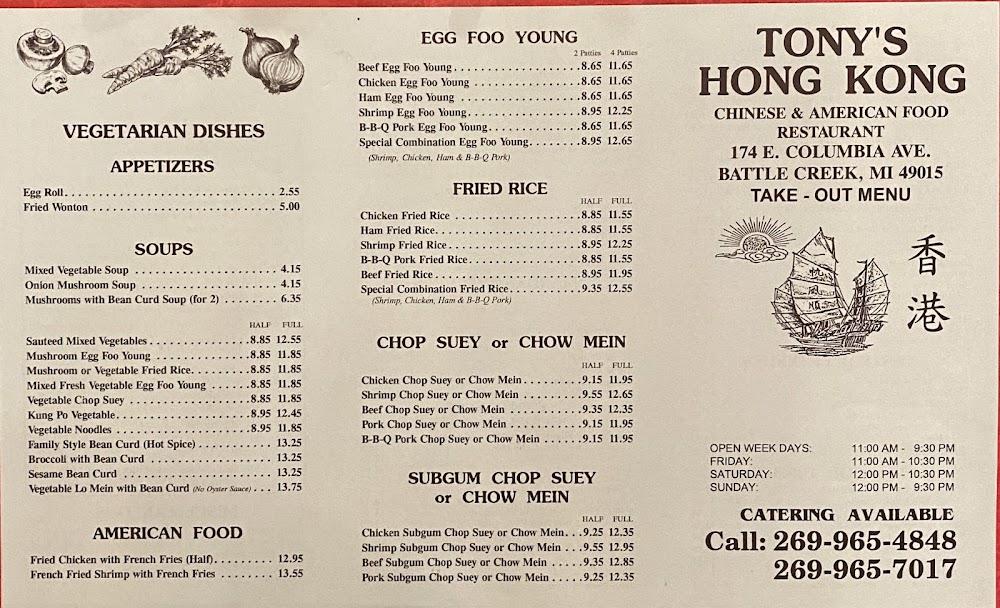 VEGETARIAN DISHES
APPETIZERS
Egg Roll. . . . . . . . . . . . . . . . . . . . . . . . . . 2.55
Fried Wonton . . . . . . . . . . . . . . . . . . . . . . 5.00
SOUPS
Mixed Vegetable Soup . . . . . . . . . . . . . . . . 4.15
Onion Mushroom Soup . . . . . . . . . . . . . . . 4.15
Mushrooms with Bean Curd Soup (for 2) . . . . . . . . 6.35
HALF FULL
Sauteed Mixed Vegetables . . . . . . . . . . . . 8.85 12.55
Mushroom Egg Foo Young . . . . . . . . . . . . 8.85 11.85
Mushroom or Vegetable Fried Rice. . . . . . . . 8.85 11.85
Mixed Fresh Vegetable Egg Foo Young . . . . . . 8.85 11.85
Vegetable Chop Suey . . . . . . . . . . . . . . 8.85 11.85
Kung Po Vegetable. . . . . . . . . . . . . . . . 8.95 12.45
Vegetable Noodles . . . . . . . . . . . . . . . 8.95 11.85
Family Style Bean Curd (Hot Spice) . . . . . . . . . . 13.25
Broccoli with Bean Curd . . . . . . . . . . . . . . 13.25
Sesame Bean Curd . . . . . . . . . . . . . . . . . 13.25
Vegetable Lo Mein with Bean Curd (No Oyster Sauce) . . . 13.75
AMERICAN FOOD
Fried Chicken with French Fries (Half). . . . . . . . . 12.95
French Fried Shrimp with French Fries . . . . . . . . 13.55
EGG FOO YOUNG
2 Patties 4 Patties
Beef Egg Foo Young . . . . . . . . . . . . . . . 8.65 11.65
Chicken Egg Foo Young . . . . . . . . . . . . . 8.65 11.65
Ham Egg Foo Young . . . . . . . . . . . . . . . 8.65 11.65
Shrimp Egg Foo Young. . . . . . . . . . . . . . 8.95 12.25
B-B-Q Pork Egg Foo Young. . . . . . . . . . . . 8.65 11.65
Special Combination Egg Foo Young. . . . . . . . 8.95 12.65
(Shrimp, Chicken, Ham & B-B-Q Pork)
FRIED RICE
HALF FULL
Chicken Fried Rice . . . . . . . . . . . . . . . 8.85 11.55
Ham Fried Rice. . . . . . . . . . . . . . . . . 8.85 11.55
Shrimp Fried Rice. . . . . . . . . . . . . . . . 8.95 12.25
B-B-Q Pork Fried Rice. . . . . . . . . . . . . . 8.85 11.55
Beef Fried Rice . . . . . . . . . . . . . . . . 8.95 11.95
Special Combination Fried Rice. . . . . . . . . . 9.35 12.55
(Shrimp, Chicken, Ham & B-B-Q Pork)
CHOP SUEY or CHOW MEIN
HALF FULL
Chicken Chop Suey or Chow Mein . . . . . . . . 9.15 11.95
Shrimp Chop Suey or Chow Mein . . . . . . . . 9.55 12.65
Beef Chop Suey or Chow Mein . . . . . . . . . 9.35 12.35
Pork Chop Suey or Chow Mein . . . . . . . . . 9.15 11.95
B-B-Q Pork Chop Suey or Chow Mein . . . . . . 9.15 11.95
SUBGUM CHOP SUEY
or CHOW MEIN
HALF FULL
Chicken Subgum Chop Suey or Chow Mein. . . 9.25 12.35
Shrimp Subgum Chop Suey or Chow Mein . . . . 9.55 12.95
Beef Subgum Chop Suey or Chow Mein . . . . . 9.35 12.85
Pork Subgum Chop Suey or Chow Mein . . . . . 9.25 12.35
TONY'S
HONG KONG
CHINESE & AMERICAN FOOD
RESTAURANT
174 E. COLUMBIA AVE.
BATTLE CREEK, MI 49015
TAKE - OUT MENU
香
港
OPEN WEEK DAYS: 11:00 AM - 9:30 PM
FRIDAY: 11:00 AM - 10:30 PM
SATURDAY: 12:00 PM - 10:30 PM
SUNDAY: 12:00 PM - 9:30 PM
CATERING AVAILABLE
Call: 269-965-4848
269-965-7017